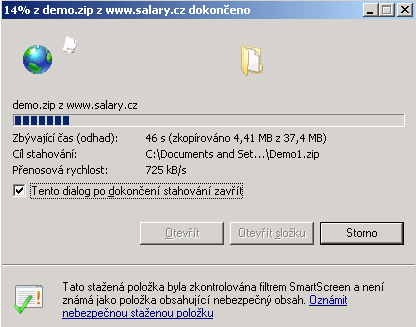 14% z demo.zip z www.salary.cz dokončeno
demo.zip z www.salary.cz
Zbývající čas (odhad): 46 s (zkopírováno 4,41 MB z 37,4 MB)
Cíl stahování: C:\Documents and Set...\Demo1.zip
Přenosová rychlost: 725 kB/s
Tento dialog po dokončení stahování zavřít
Otevřít Otevřít složku Storno
Tato stažená položka byla zkontrolována filtrem SmartScreen a není
známá jako položka obsahující nebezpečný obsah. Oznámit
nebezpečnou staženou položku